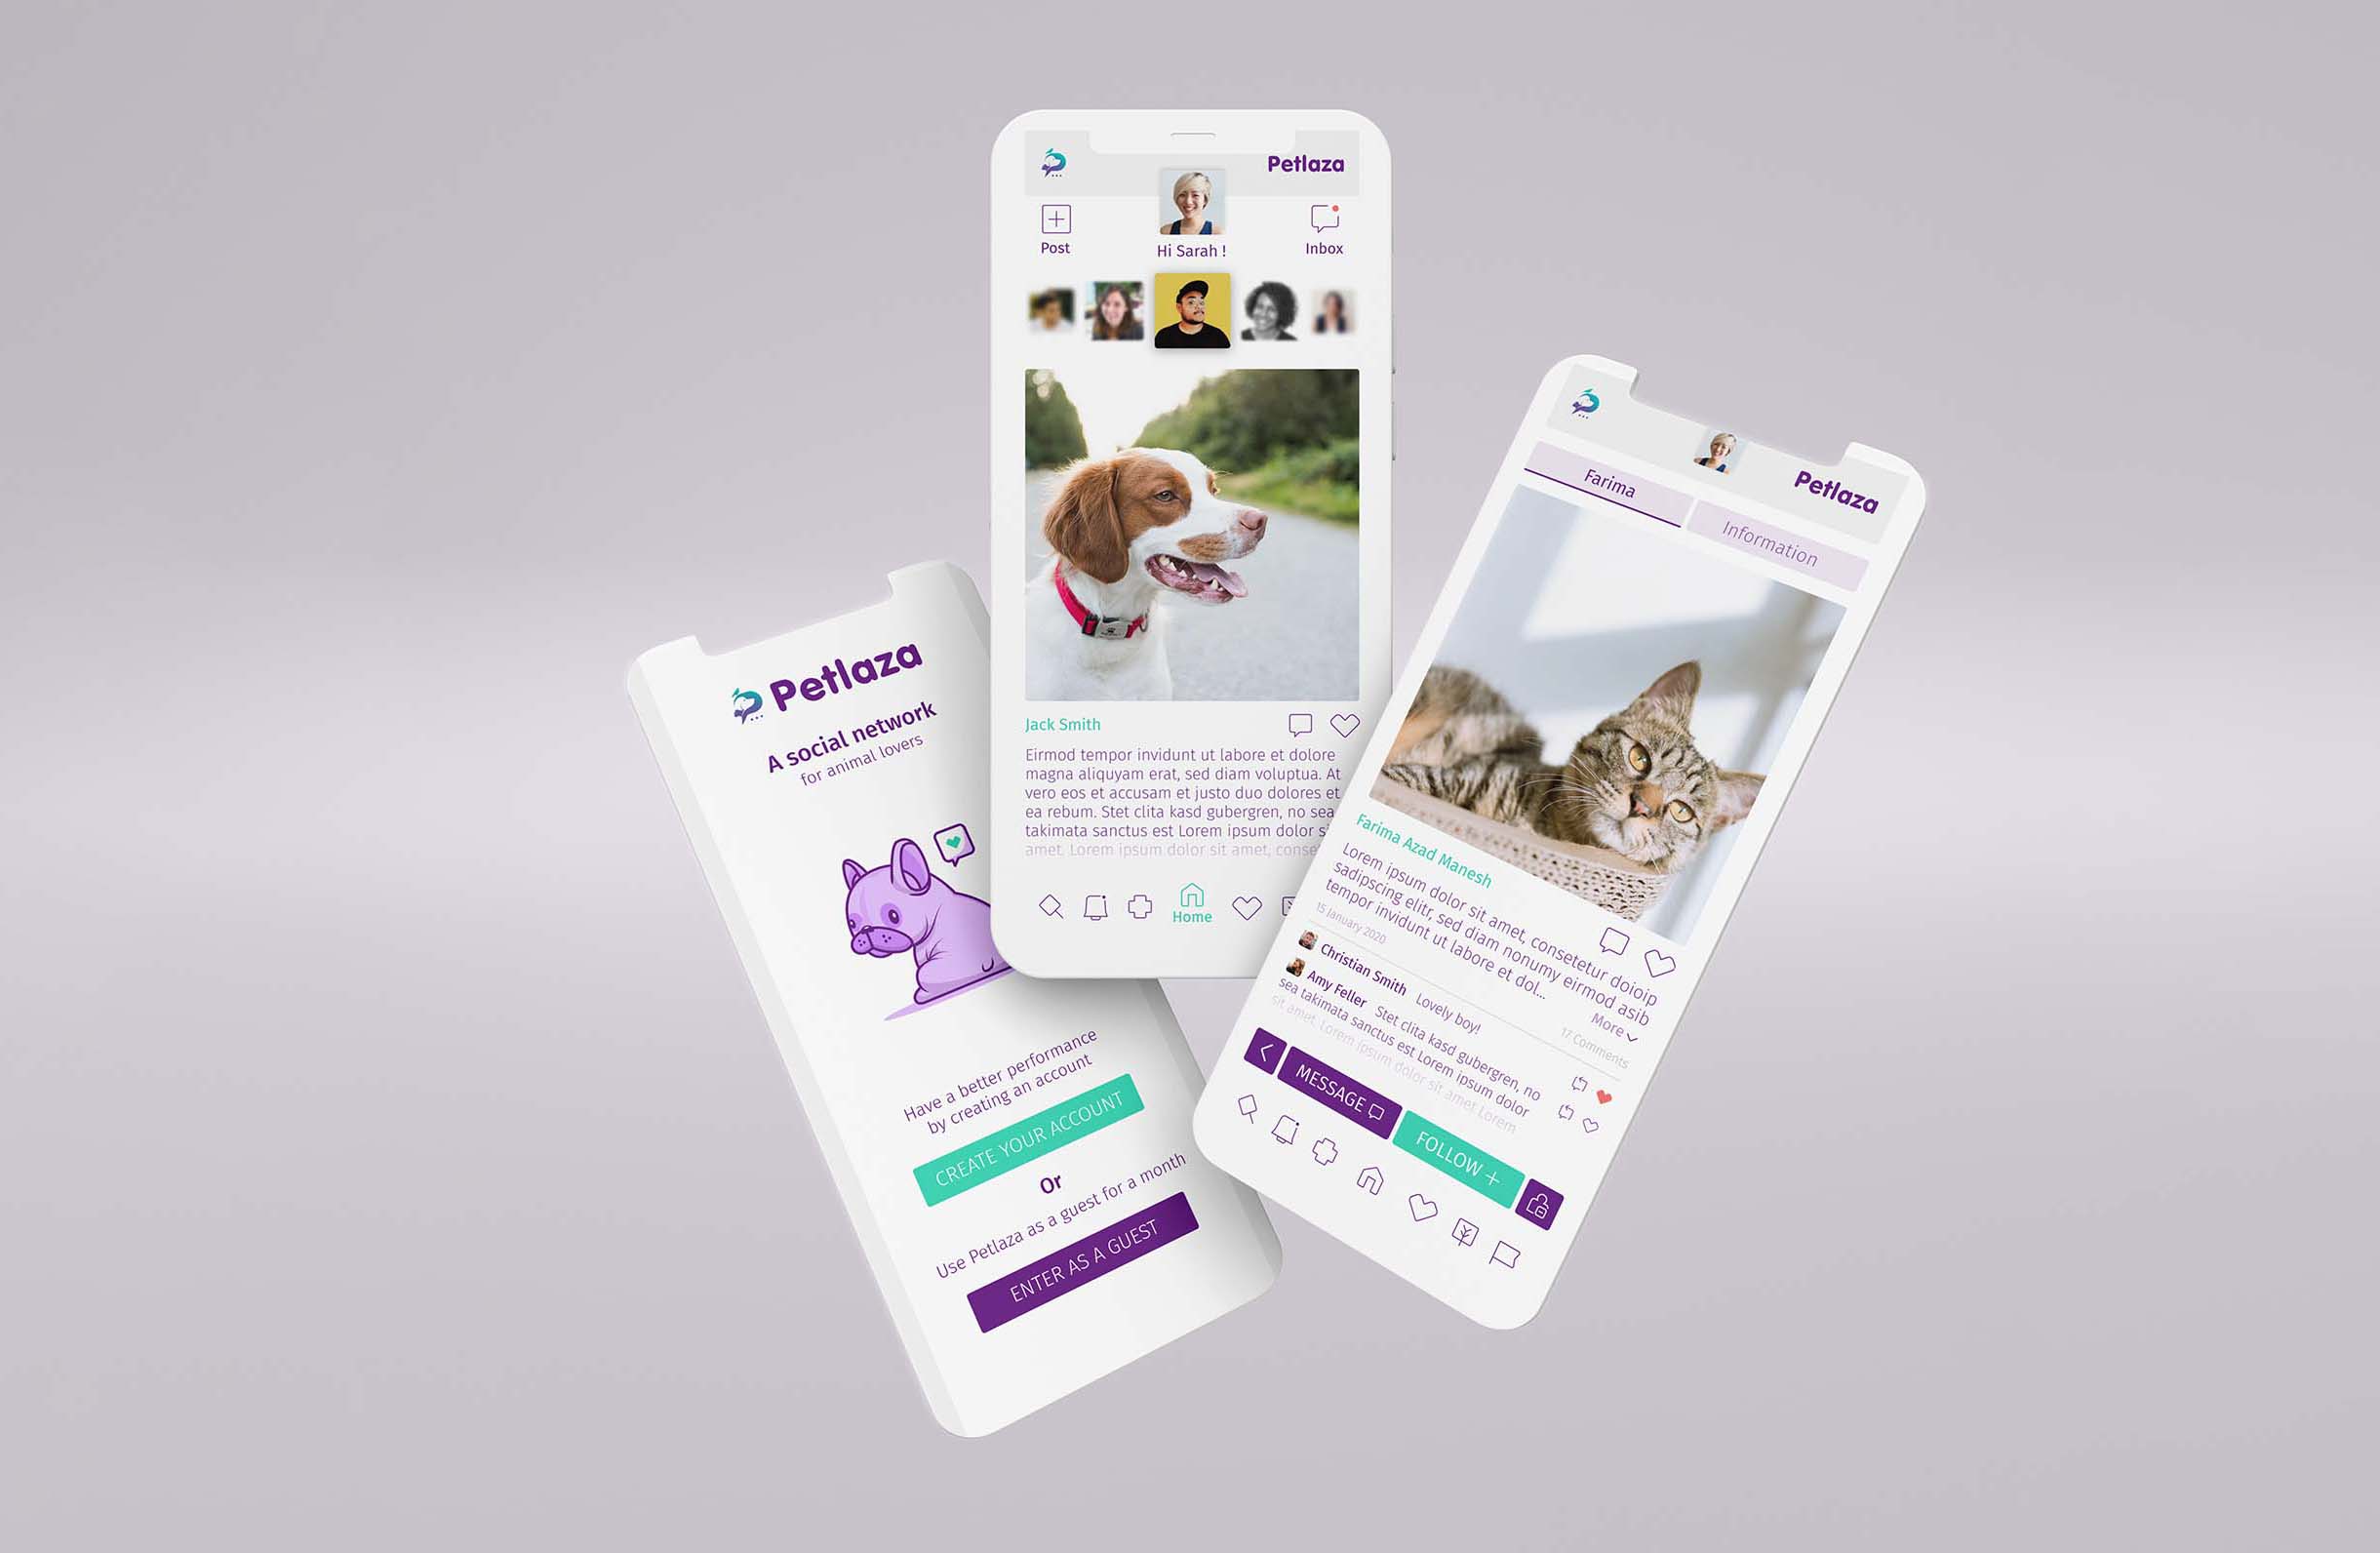 Petlaza
A social network
for animal lovers
Have a better performance
by creating an account
CREATE YOUR ACCOUNT
Or
Use Petlaza as a guest for a month
ENTER AS A GUEST
Petlaza
Post
Hi Sarah !
Inbox
Jack Smith
Eirmod tempor invidunt ut labore et dolore
magna aliquyam erat, sed diam voluptua. At
vero eos et accusam et justo duo dolores et
ea rebum. Stet clita kasd gubergren, no sea
takimata sanctus est Lorem ipsum dolor s
amet. Lorem ipsum dolor sit amet, conse
Home
Petlaza
Farima
Information
Farima Azad Manesh
Lorem ipsum dolor sit amet, consetetur doioip
sadipscing elitr, sed diam nonumy eirmod asib
tempor invidunt ut labore et dol...
More
15 January 2020
17 Comments
Christian Smith Lovely boy!
Amy Feller Stet clita kasd gubergren, no
sea takimata sanctus est Lorem ipsum dolor
sit amet. Lorem ipsum dolor sit amet Lorem
MESSAGE
FOLLOW +